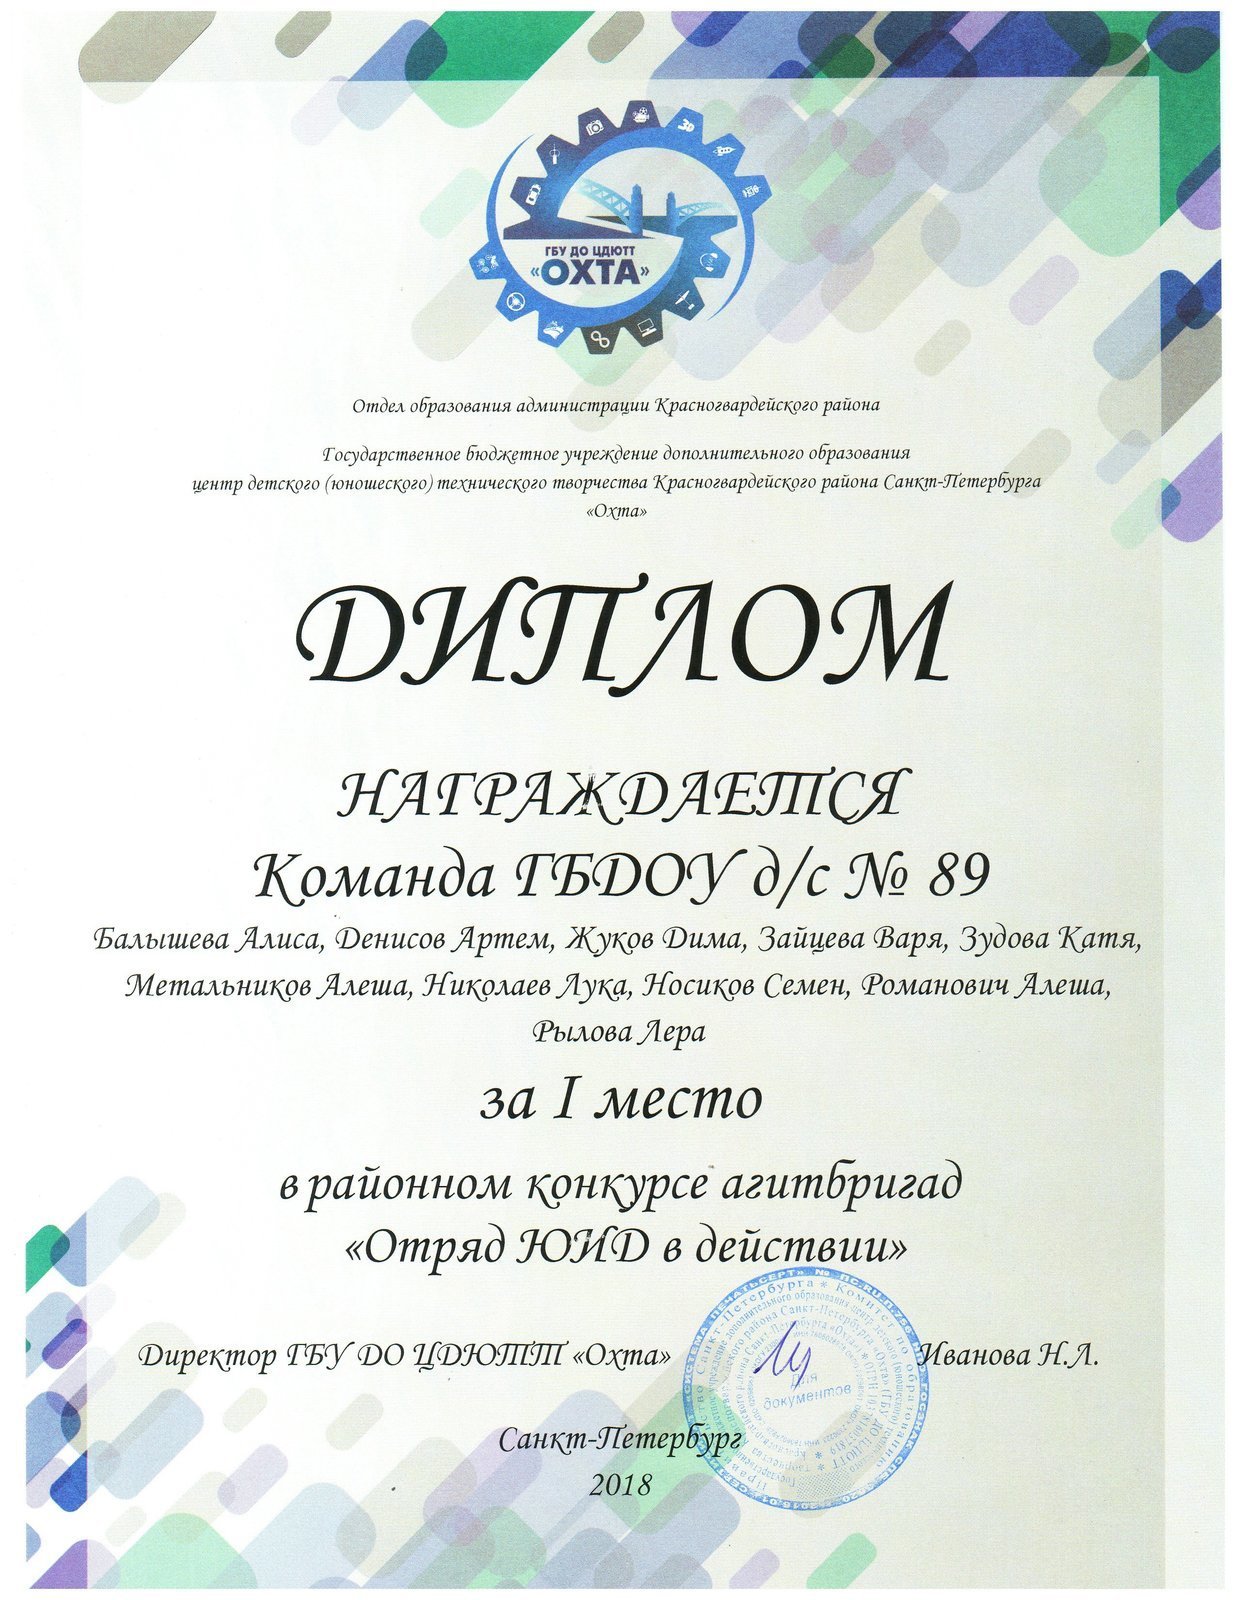 3D
ГБУ ДО ЦДЮТТ
«ОХТА»
Отдел образования администрации Красногвардейского района
Государственное бюджетное учреждение дополнительного образования
центр детского (юношеского) технического творчества Красногвардейского района Санкт-Петербурга
«Охта»
ДИПЛОМ
НАГРАЖДАЕТСЯ
Команда ГБДОУ д/с № 89
Балышева Алиса, Денисов Артем, Жуков Дима, Зайцева Варя, Зудова Катя,
Метальников Алеша, Николаев Лука, Носиков Семен, Романович Алеша,
Рылова Лера
за I место
в районном конкурсе агитбригад
«Отряд ЮИД в действии»
Директор ГБУ ДО ЦДЮТТ «Охта»
Иванова Н.Л.
Для
документов
Санкт-Петербург
2018